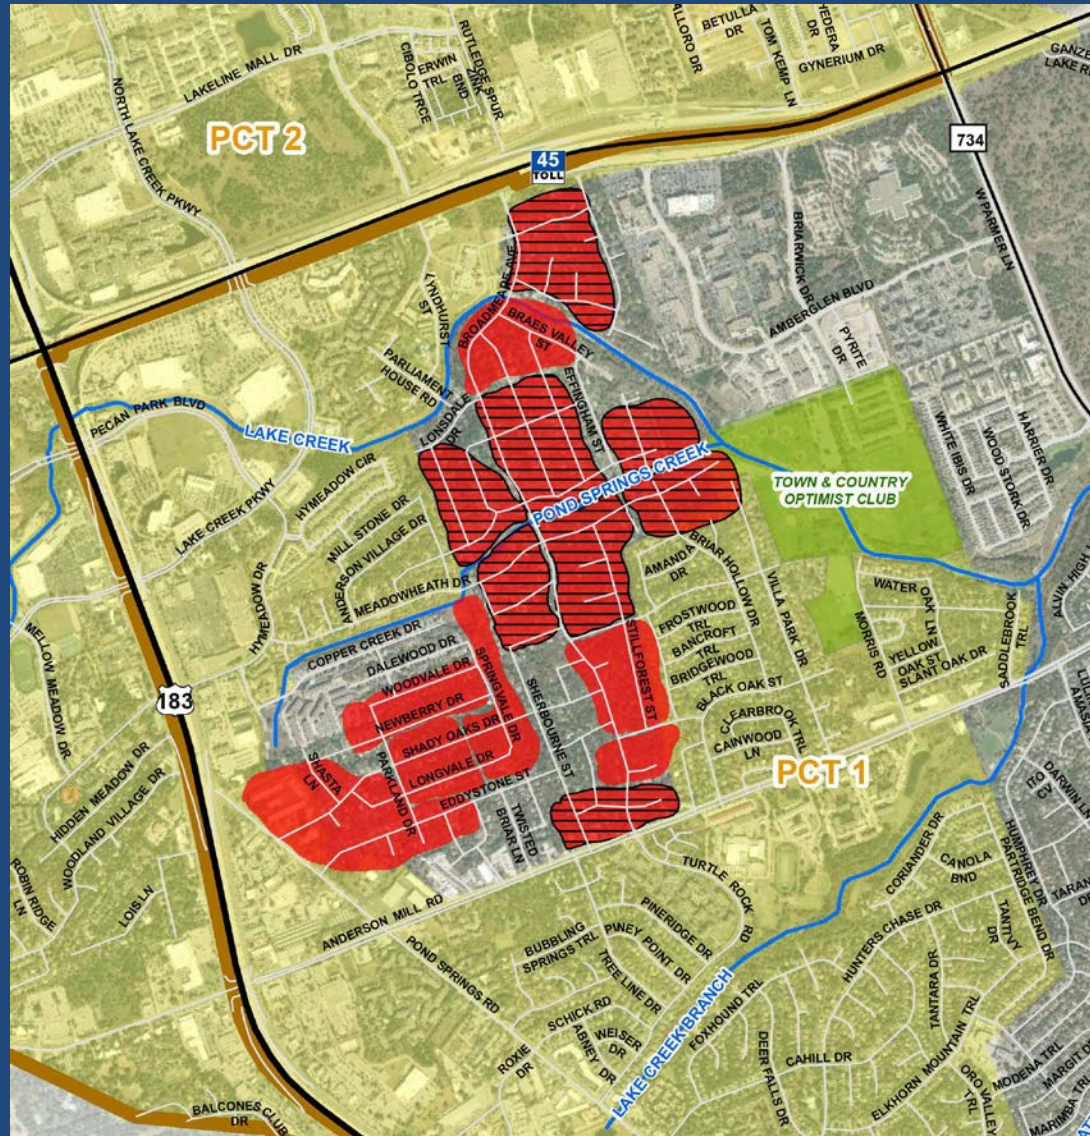 BETULLA
DR
TOM KEMP LN
GYNERIUM DR
RUTLEDGE SPUR
ERWIN
TRL
ZINK
BND
CIBOLO TRCE
LAKELINE MALL DR
NORTH LAKE CREEK PKWY
PCT 2
45
TOLL
734
W PARMER LN
BRIARWICK DR
AMBERGLEN BLVD
PYRITE
DR
LYNDHURST
ST
BROADMEADE AVE
BRAES VALLEY
ST
PARLIAMENT
HOUSE RD
LONSDALE
DR
EFFINGHAM ST
PECAN PARK BLVD
LAKE CREEK
POND SPRINGS CREEK
TOWN & COUNTRY
OPTIMIST CLUB
WHITE IBIS DR
WOOD STORK DR
HARRIER DR
LAKE CREEK PKWY
HYMEADOW CIR
MILL STONE DR
ANDERSON VILLAGE DR
MEADOWHEATH DR
HYMEADOW DR
AMANDA
DR
BRIAR HOLLOW DR
VILLA PARK DR
FROSTWOOD
TRL
BANCROFT
TRL
BRIDGEWOOD
TRL
BLACK OAK ST
STILLFOREST ST
WATER
OAK LN
MORRIS RD
YELLOW
OAK ST
SLANT OAK DR
SADDLEBROOK
TRL
MELLOW MEADOW DR
COPPER CREEK DR
DALEWOOD DR
WOODVALE DR
NEWBERRY DR
SPRINGVALE DR
SHERBOURNE ST
SHADY OAKS DR
LONGVALE DR
EDDYSTONE ST
SHASTA
LN
PARKLAND DR
TWISTED
BRIAR LN
CLEARBROOK TRL
CAINWOOD
LN
PCT 1
183
HIDDEN MEADOW DR
WOODLAND VILLAGE DR
ROBIN RIDGE
LN
LOIS LN
ANDERSON MILL RD
POND SPRINGS RD
TURTLE ROCK
RD
PINERIDGE DR
PINEY POINT DR
BUBBLING
SPRINGS TRL
TREE LINE DR
SCHICK RD
WEISER
DR
ABNEY DR
ROXIE
DR
LAKE CREEK BRANCH
FOXHOUND TRL
HUNTERS CHASE DR
CORIANDER DR
CANOLA
BND
HUMPHREY DR
PARTRIDGE BEND DR
TANTIVY
DR
TANTARA DR
DEER FALLS DR
CAHILL DR
ELKHORN MOUNTAIN TRL
ORO VALLEY
TRL
MODENA TRL
BALCONES CLUB
DR